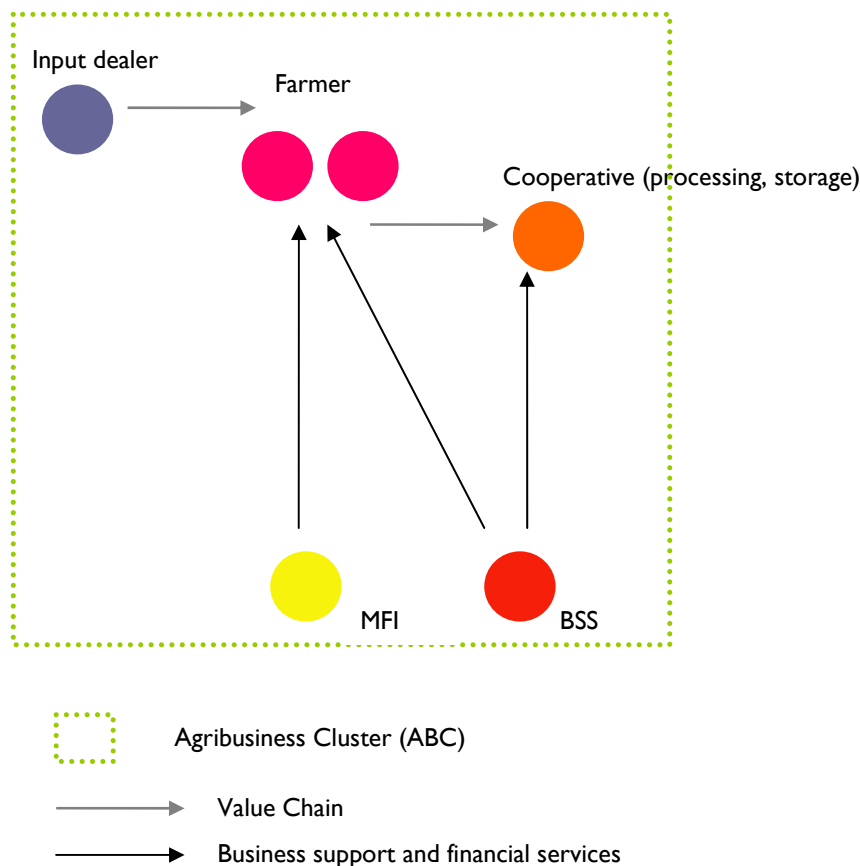 Input dealer
Farmer
Cooperative (processing, storage)
MFI
BSS
Agribusiness Cluster (ABC)
Value Chain
Business support and financial services